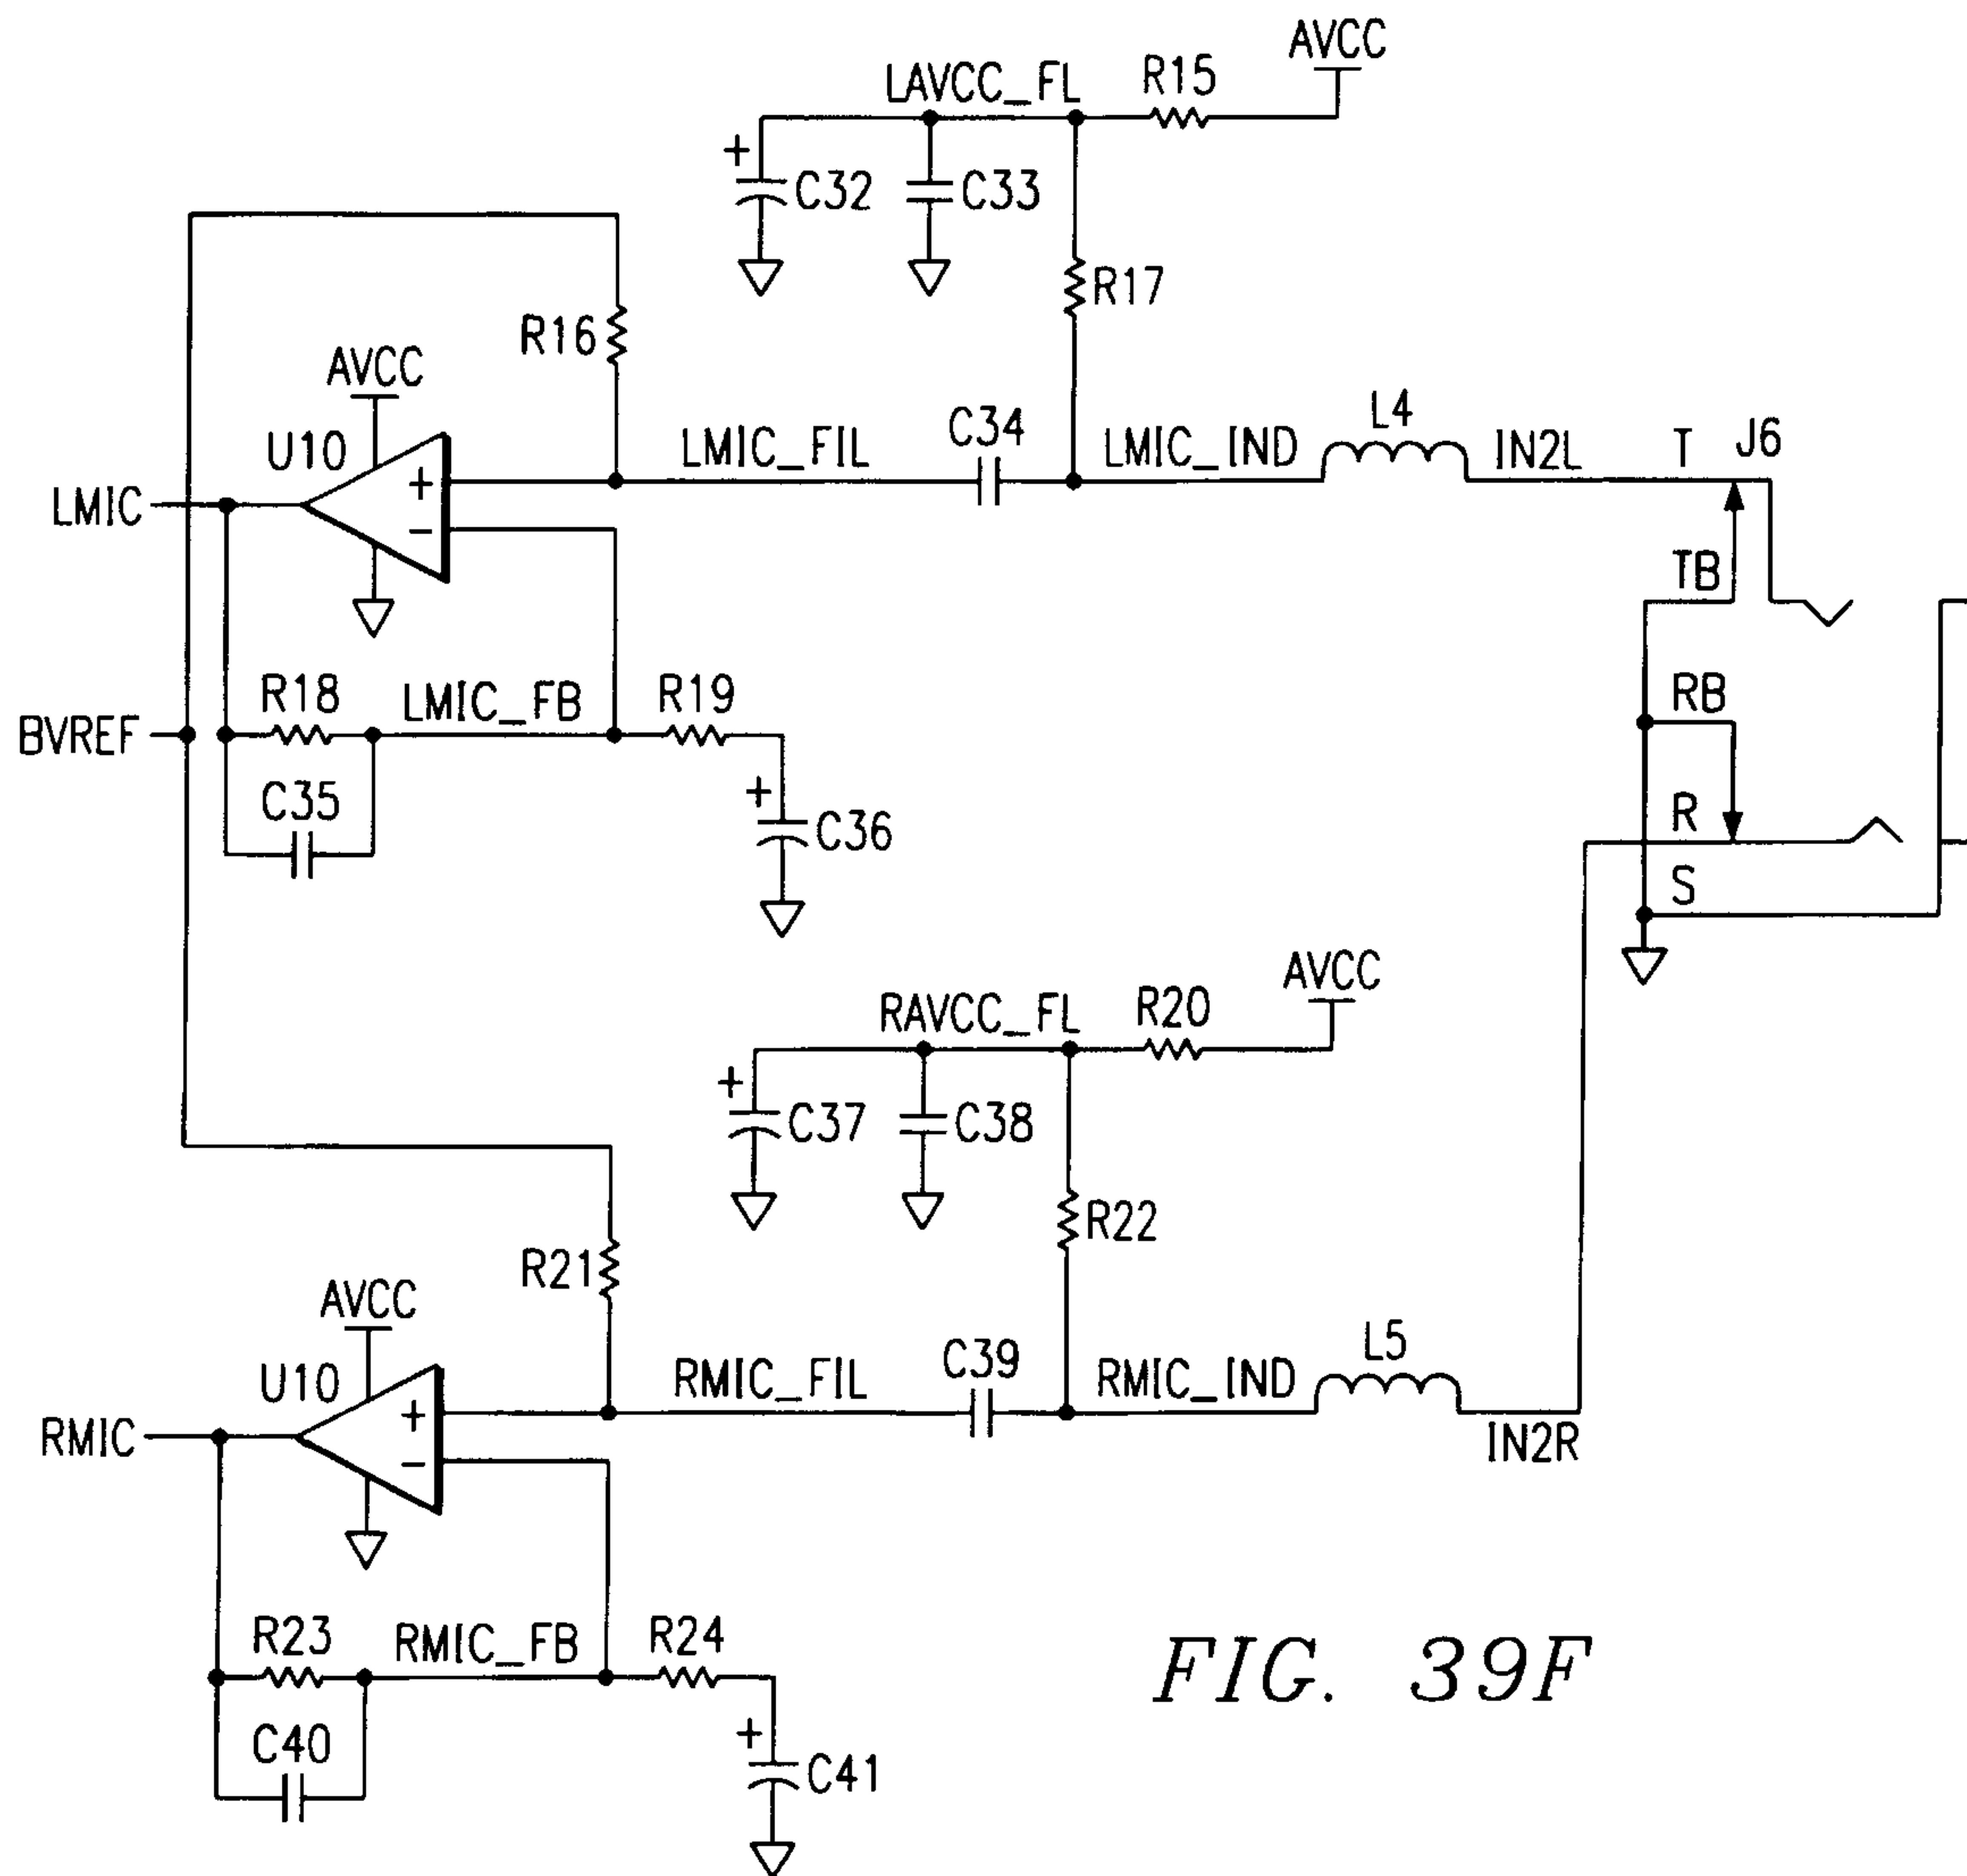 AVCC
LAVCC_FL
R15
+
C32
C33
R17
R16
AVCC
U10
LMIC
+
−
LMIC_FIL
C34
LMIC_IND
L4
IN2L
T
J6
TB
RB
R
S
BVREF
R18
LMIC_FB
R19
C35
+
C36
AVCC
RAVCC_FL
R20
+
C37
C38
R22
R21
AVCC
U10
RMIC
+
−
RMIC_FIL
C39
RMIC_IND
L5
IN2R
R23
RMIC_FB
R24
C40
+
C41
FIG. 39F